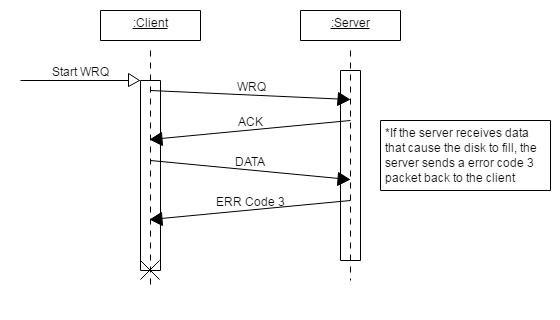 :Client
:Server
Start WRQ
WRQ
ACK
DATA
ERR Code 3
*If the server receives data
that cause the disk to fill, the
server sends a error code 3
packet back to the client